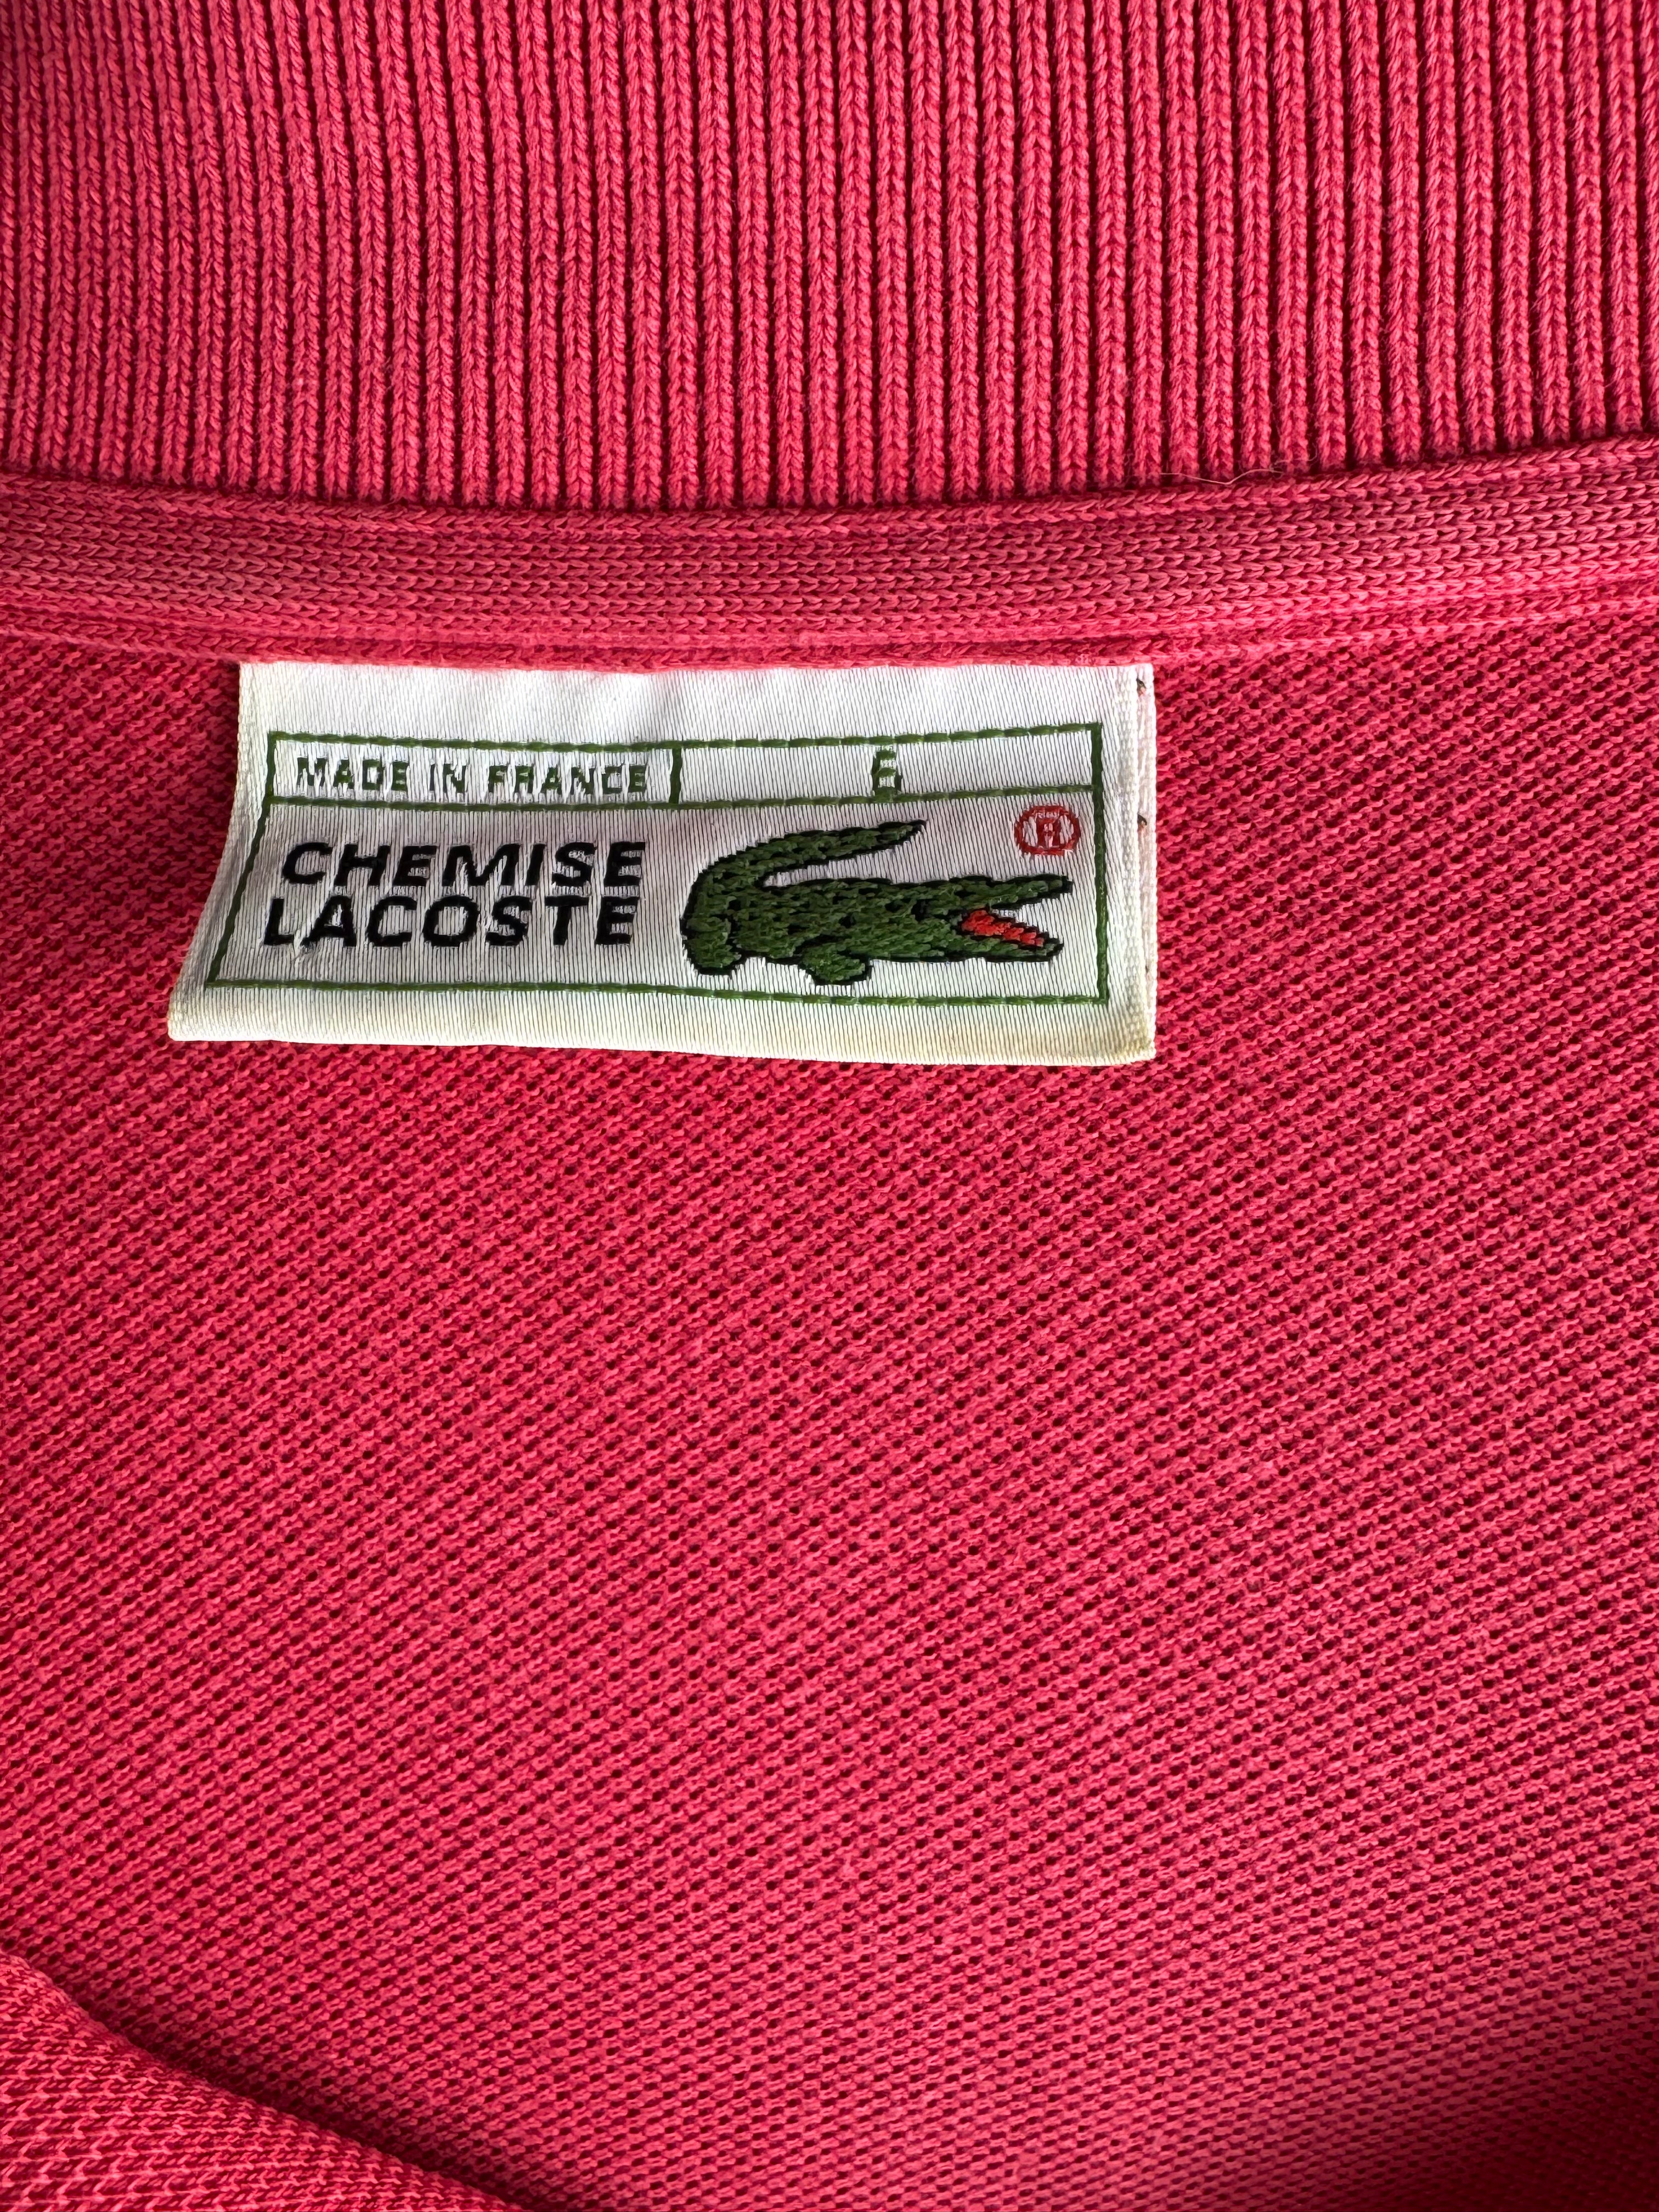 MADE IN FRANCE 6
CHEMISE
LACOSTE
®